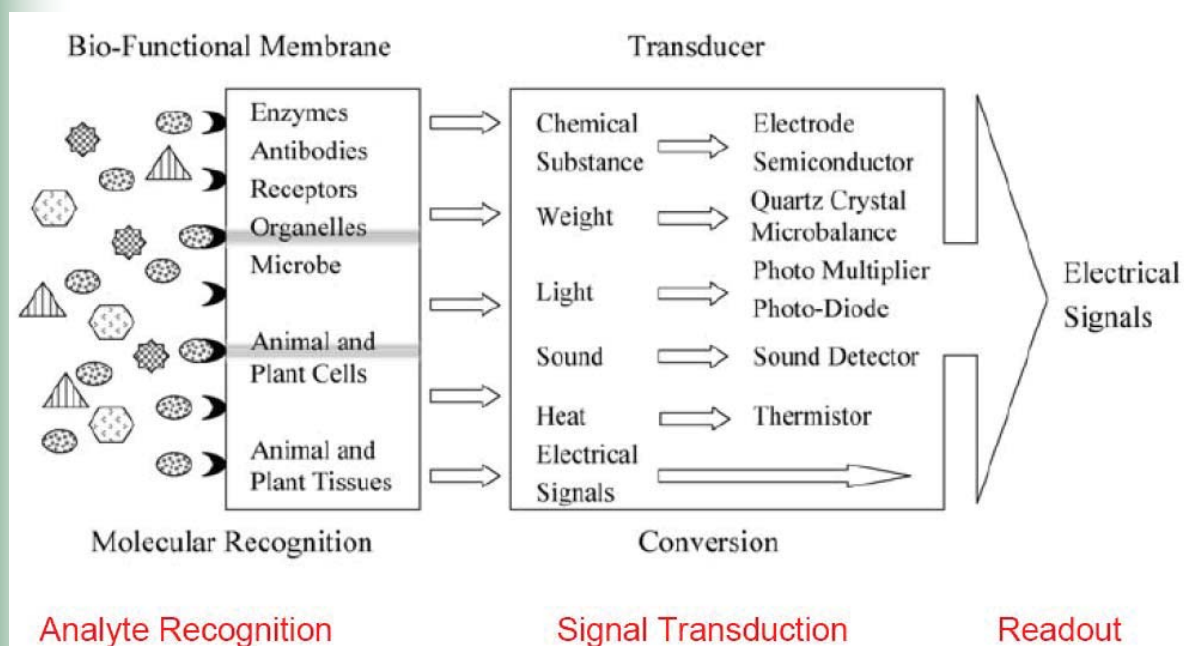 Bio-Functional Membrane
Transducer
Enzymes
Antibodies
Receptors
Organelles
Microbe
Animal and
Plant Cells
Animal and
Plant Tissues
Chemical
Substance
Electrode
Semiconductor
Weight
Quartz Crystal
Microbalance
Light
Photo Multiplier
Photo-Diode
Sound
Sound Detector
Heat
Thermistor
Electrical
Signals
Electrical
Signals
Molecular Recognition
Conversion
Analyte Recognition
Signal Transduction
Readout